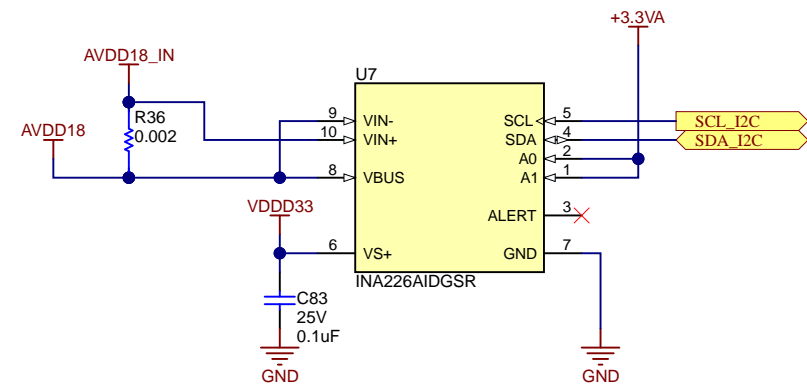 +3.3VA
AVDD18_IN
U7
R36
0.002
AVDD18
9 VIN-
10 VIN+
8 VBUS
6 VS+
SCL 5
SDA 4
A0 2
A1 1
ALERT 3
GND 7
SCL_I2C
SDA_I2C
VDDD33
INA226AIDGSR
C83
25V
0.1uF
GND
GND